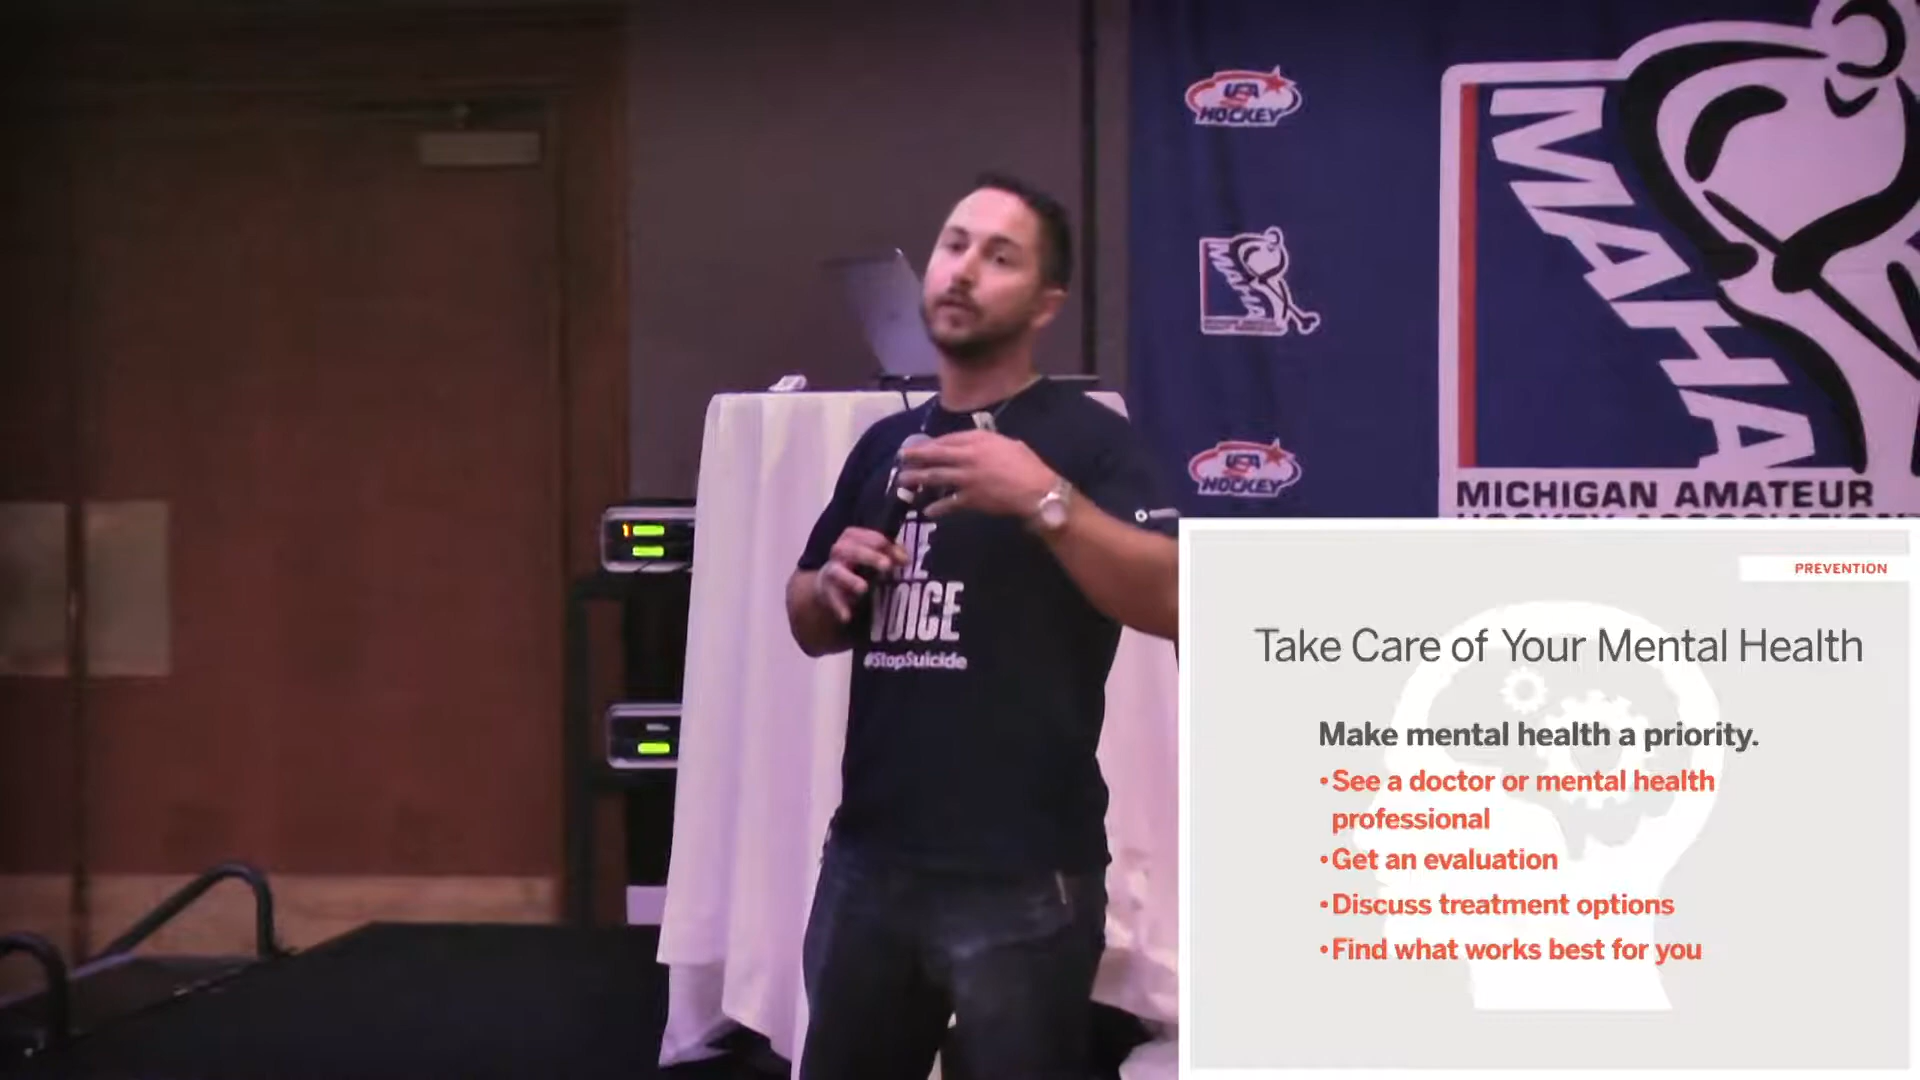 USA
HOCKEY
MAHA
MAHA
USA
HOCKEY
MICHIGAN AMATEUR
VOICE
#StopSuicide
PREVENTION
Take Care of Your Mental Health
Make mental health a priority.
•See a doctor or mental health
professional
•Get an evaluation
•Discuss treatment options
•Find what works best for you